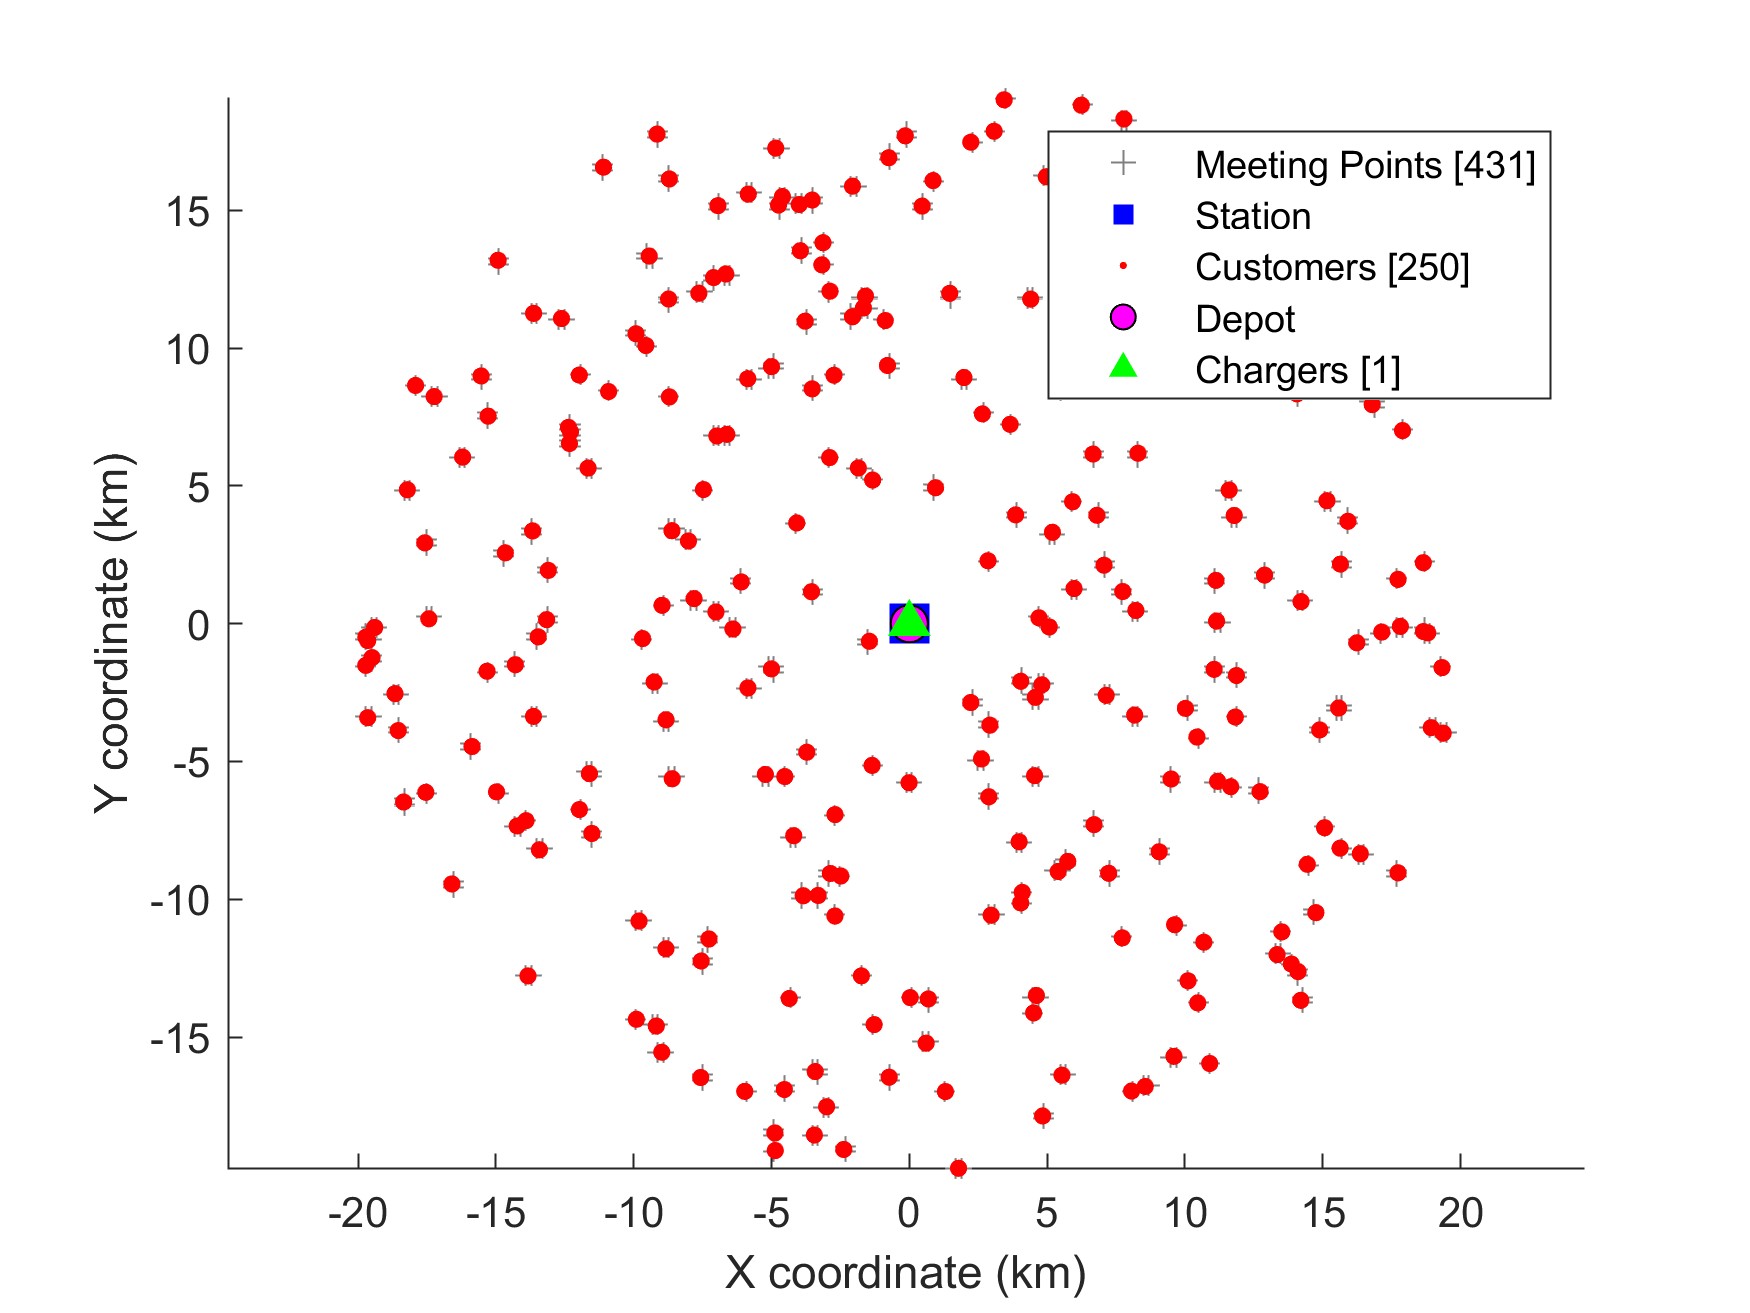 Meeting Points [431]
Station
Customers [250]
Depot
Chargers [1]
15
10
5
0
-5
-10
-15
Y coordinate (km)
-20 -15 -10 -5 0 5 10 15 20
X coordinate (km)